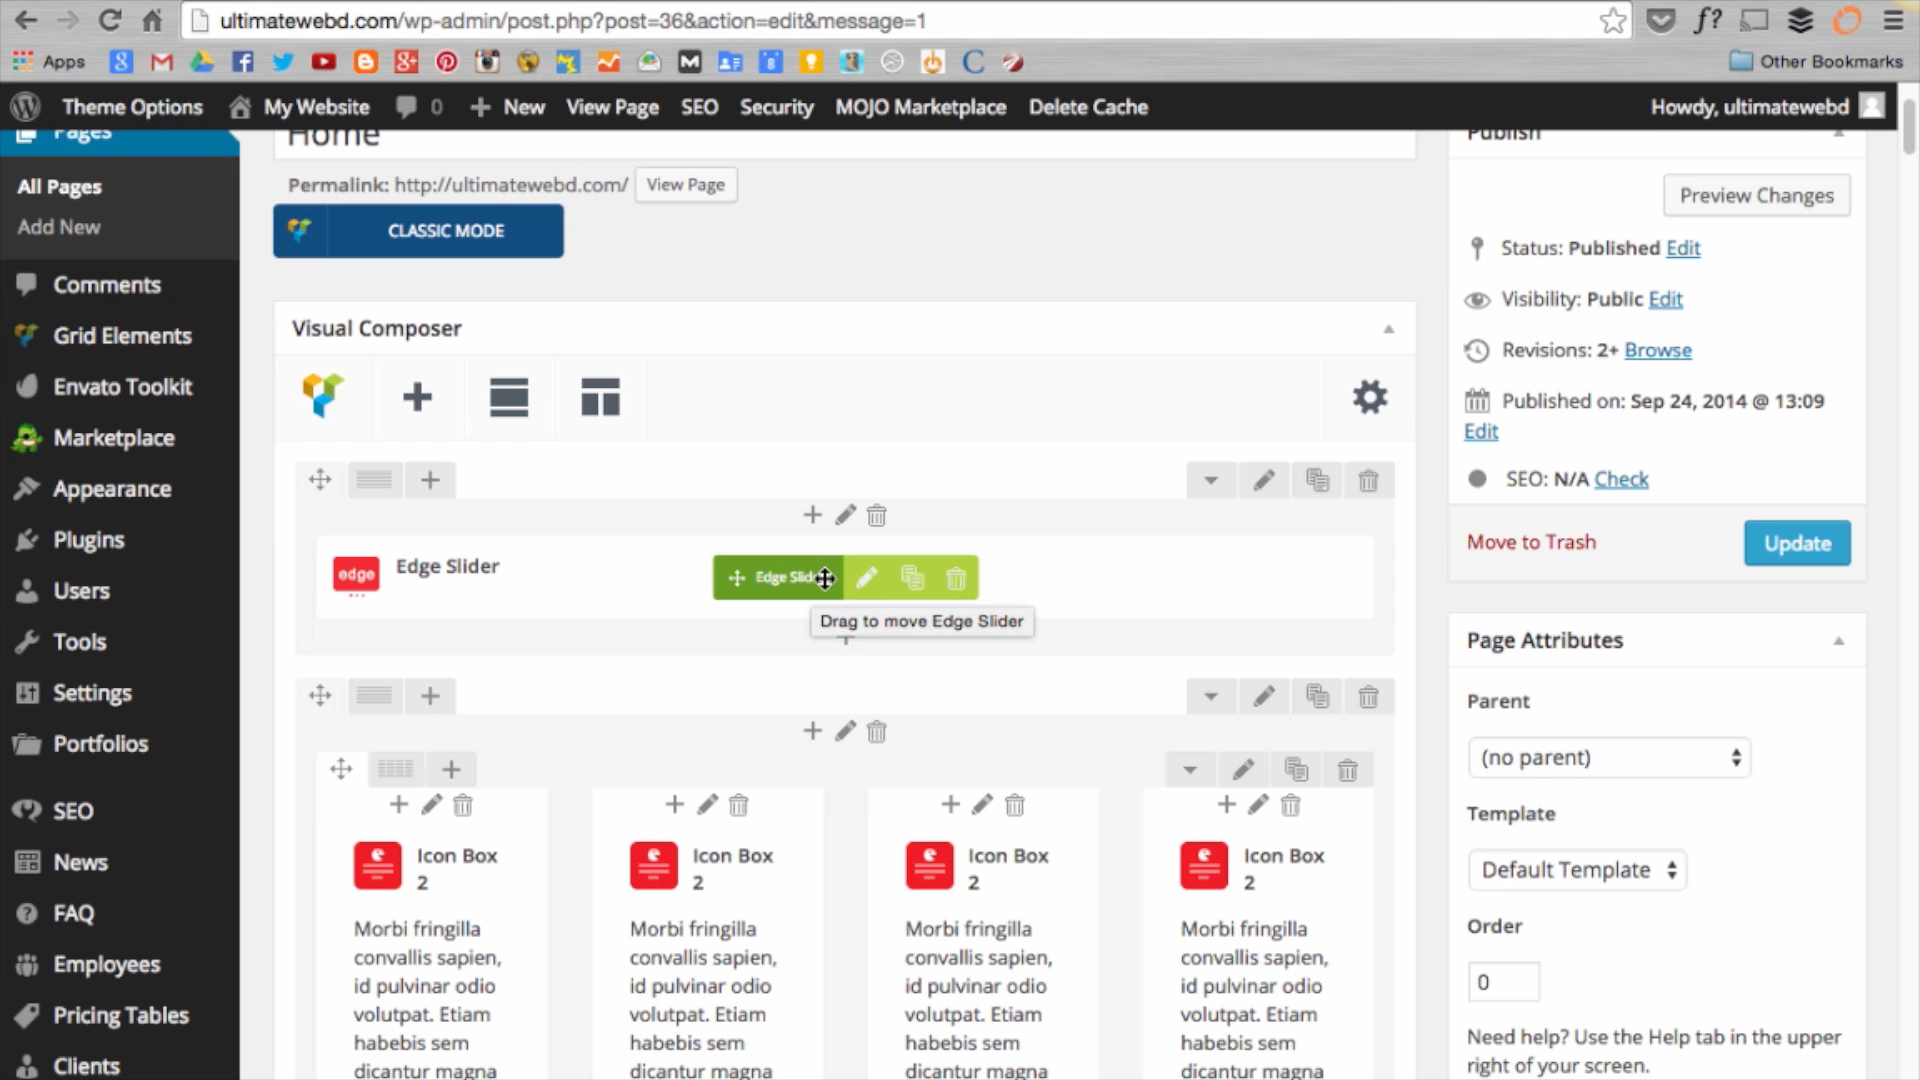 ultimatewebd.com/wp-admin/post.php?post=36&action=edit&message=1
Apps
Other Bookmarks
Theme Options
My Website
0
New
View Page
SEO
Security
MOJO Marketplace
Delete Cache
Howdy, ultimatewebd
Pages
All Pages
Add New
Comments
Grid Elements
Envato Toolkit
Marketplace
Appearance
Plugins
Users
Tools
Settings
Portfolios
SEO
News
FAQ
Employees
Pricing Tables
Clients
Home
Permalink: http://ultimatewebd.com/
View Page
CLASSIC MODE
Visual Composer
edge
Edge Slider
Edge Slid
Drag to move Edge Slider
Icon Box
2
Morbi fringilla
convallis sapien,
id pulvinar odio
volutpat. Etiam
habebis sem
dicantur magna
Icon Box
2
Morbi fringilla
convallis sapien,
id pulvinar odio
volutpat. Etiam
habebis sem
dicantur magna
Icon Box
2
Morbi fringilla
convallis sapien,
id pulvinar odio
volutpat. Etiam
habebis sem
dicantur magna
Icon Box
2
Morbi fringilla
convallis sapien,
id pulvinar odio
volutpat. Etiam
habebis sem
dicantur magna
Publish
Preview Changes
Status: Published Edit
Visibility: Public Edit
Revisions: 2+ Browse
Published on: Sep 24, 2014 @ 13:09
Edit
SEO: N/A Check
Move to Trash
Update
Page Attributes
Parent
(no parent)
Template
Default Template
Order
0
Need help? Use the Help tab in the upper
right of your screen.